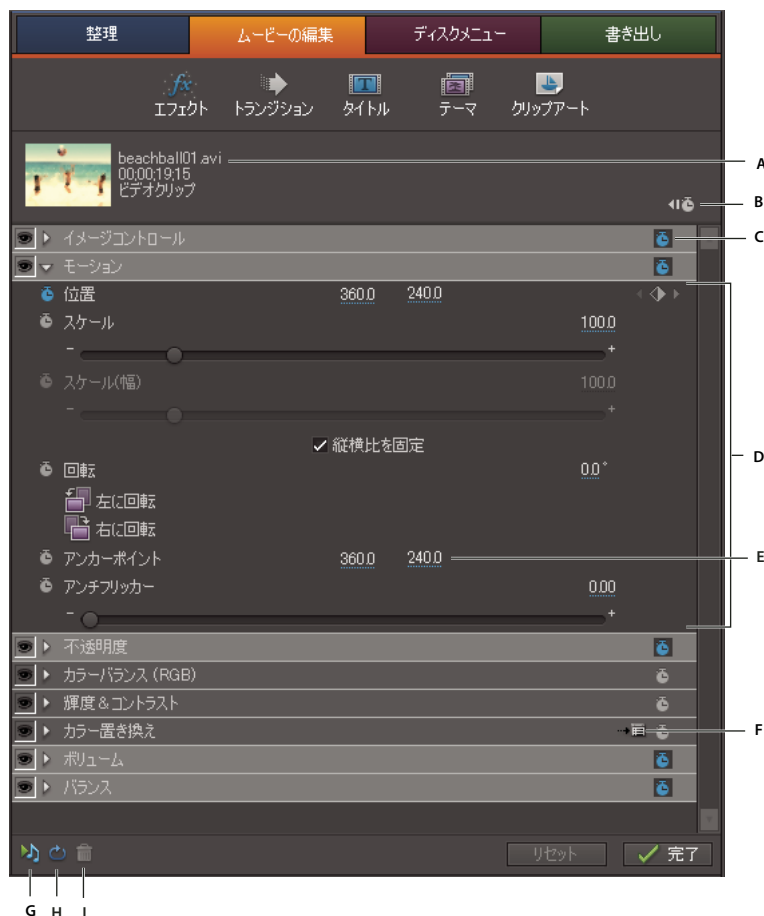 整理 ムービーの編集 ディスクメニュー 書き出し
エフェクト トランジション タイトル テーマ クリップアート
beachball01.avi A
00;00;19;15
ビデオクリップ
B
イメージコントロール C
モーション
位置 360.0 240.0
スケール 100.0
- +
スケール(幅) 100.0
- +
縦横比を固定
D
回転 0.0°
左に回転
右に回転
アンカーポイント 360.0 240.0 E
アンチフリッカー 0.00
- +
不透明度
カラーバランス (RGB)
輝度&コントラスト
カラー置き換え F
ボリューム
バランス
リセット 完了
G H I